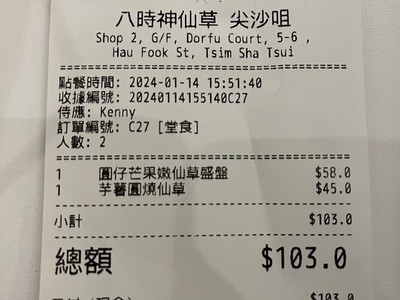 八時神仙草 尖沙咀
Shop 2, G/F, Dorfu Court, 5-6 ,
Hau Fook St, Tsim Sha Tsui
點餐時間: 2024-01-14 15:51:40
收據編號: 20240114155140C27
侍應: Kenny
訂單編號: C27 [堂食]
人數: 2
1 圓仔芒果嫩仙草盛盤 $58.0
1 芋薯圓燒仙草 $45.0
小計 $103.0
總額 $103.0
$103.0